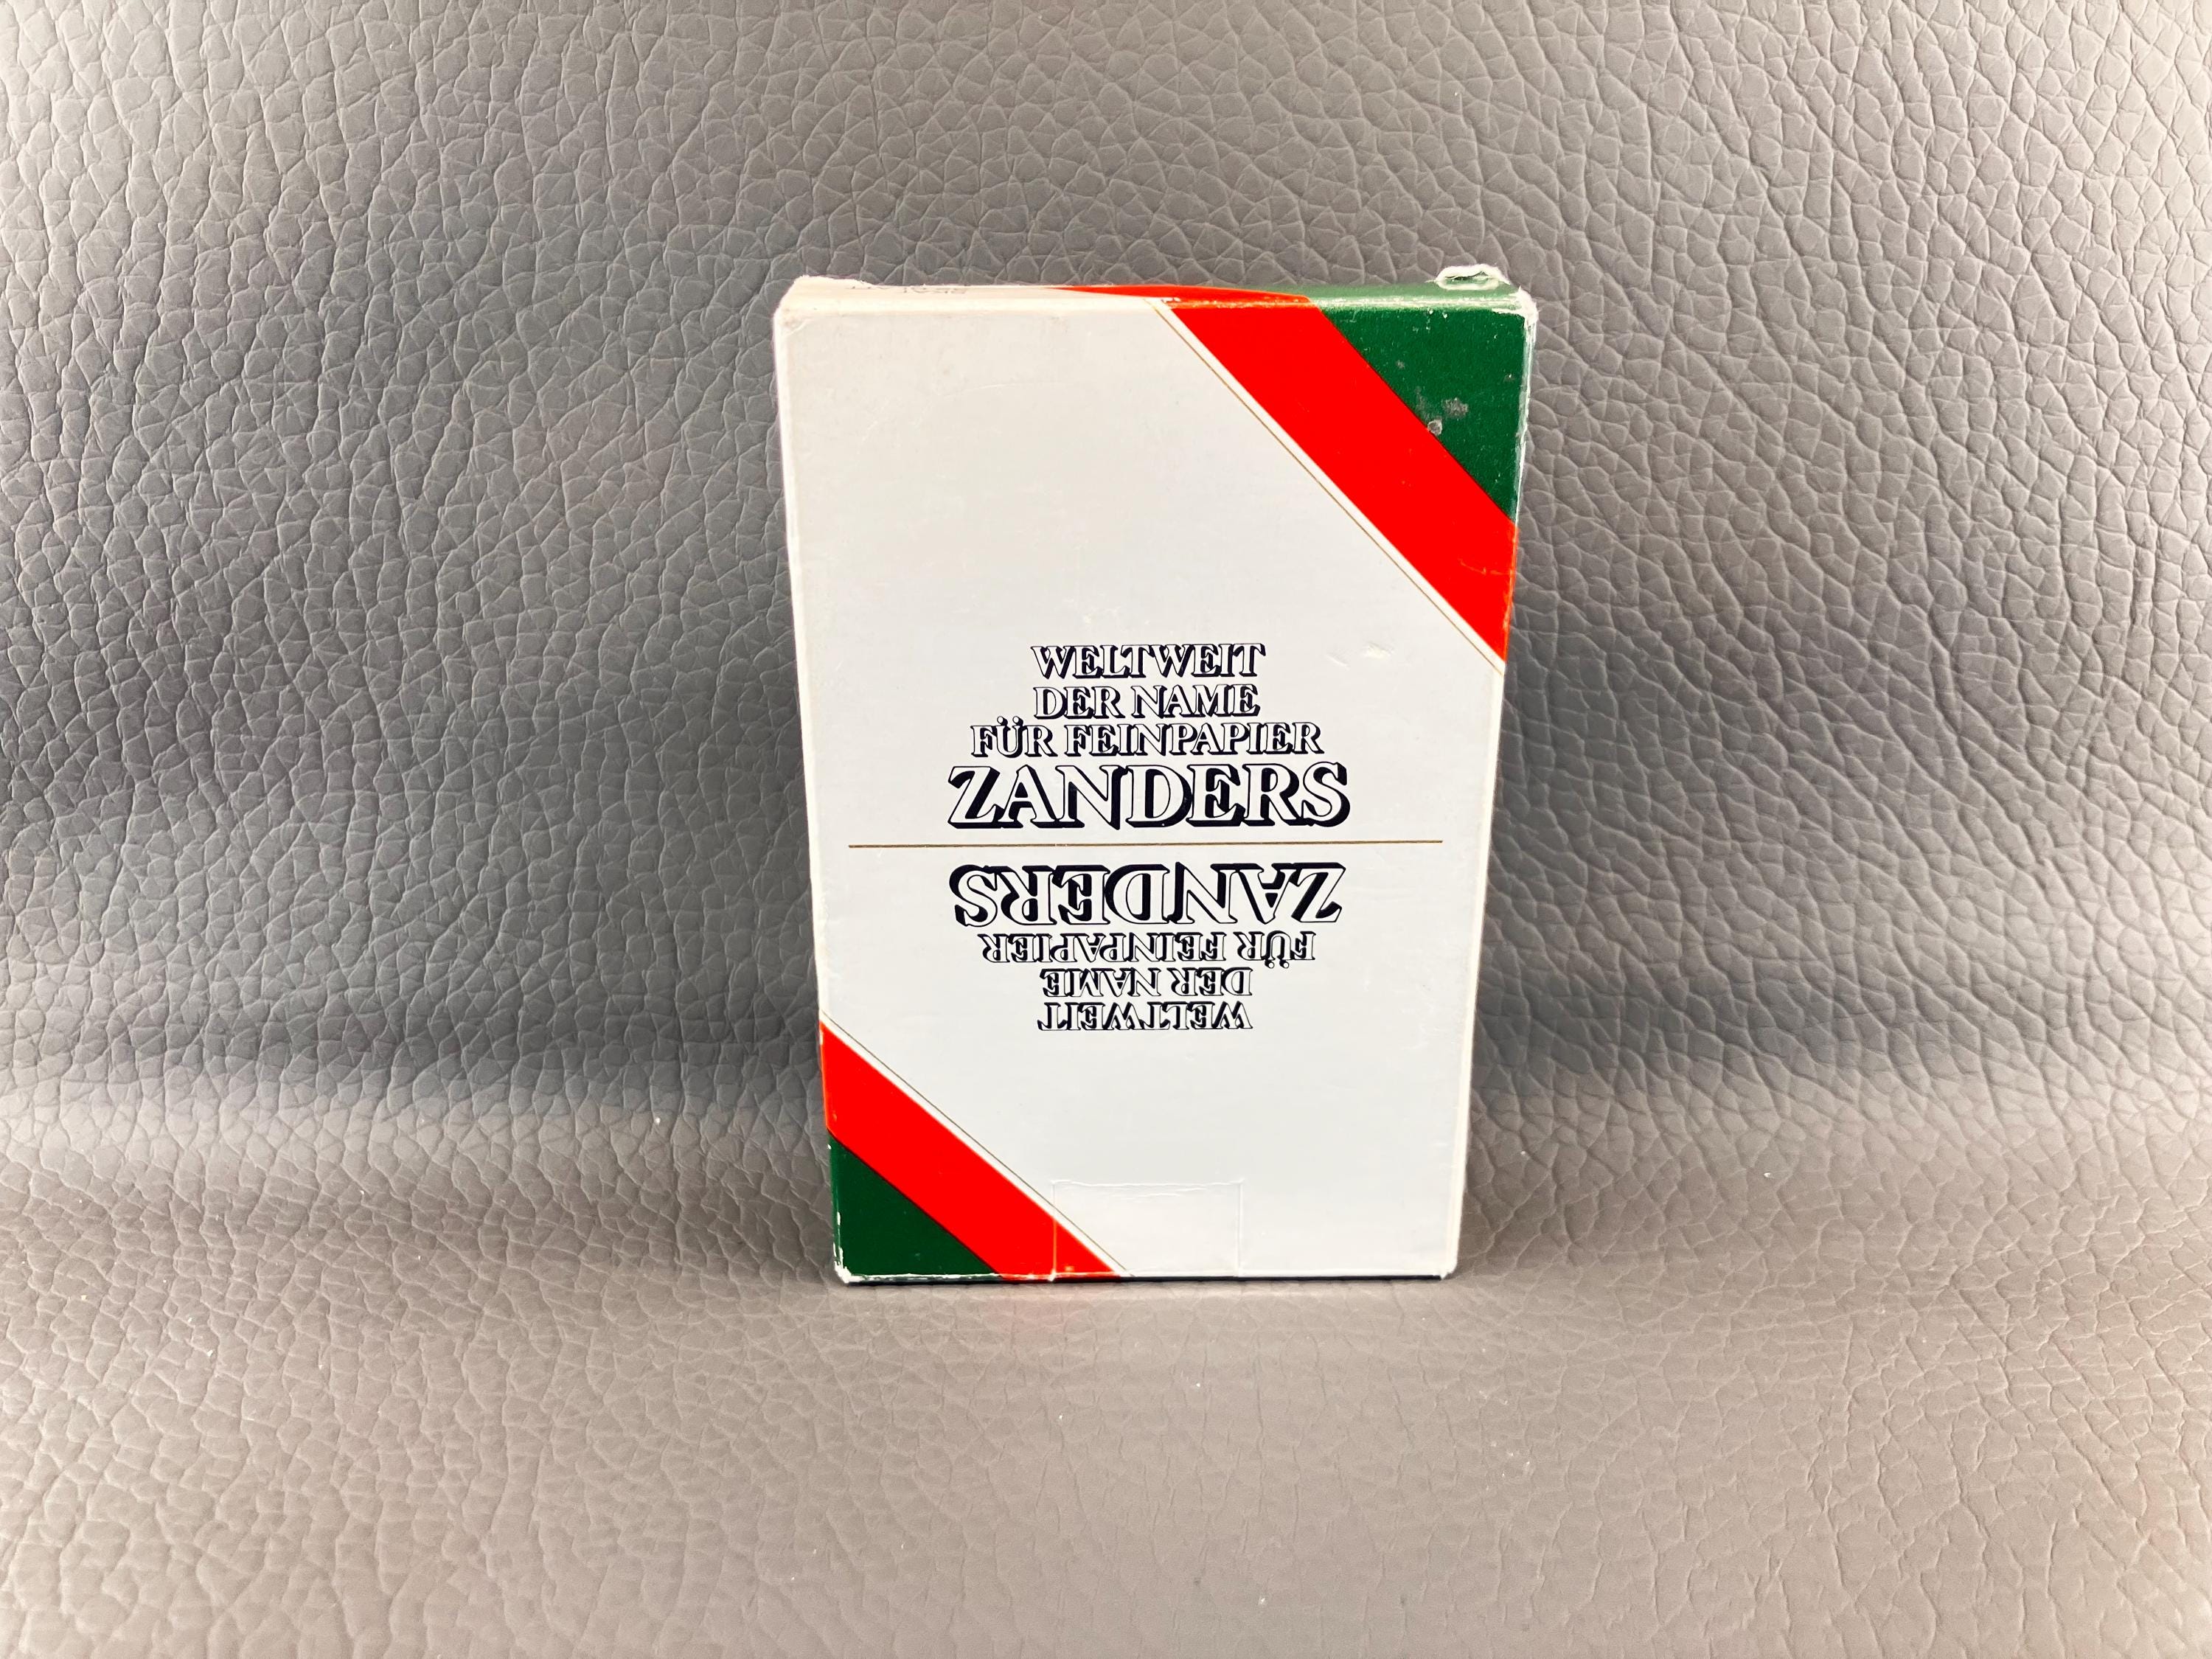 WELTWEIT
DER NAME
FÜR FEINPAPIER
ZANDERS
ZANDERS
FÜR FEINPAPIER
DER NAME
WELTWEIT